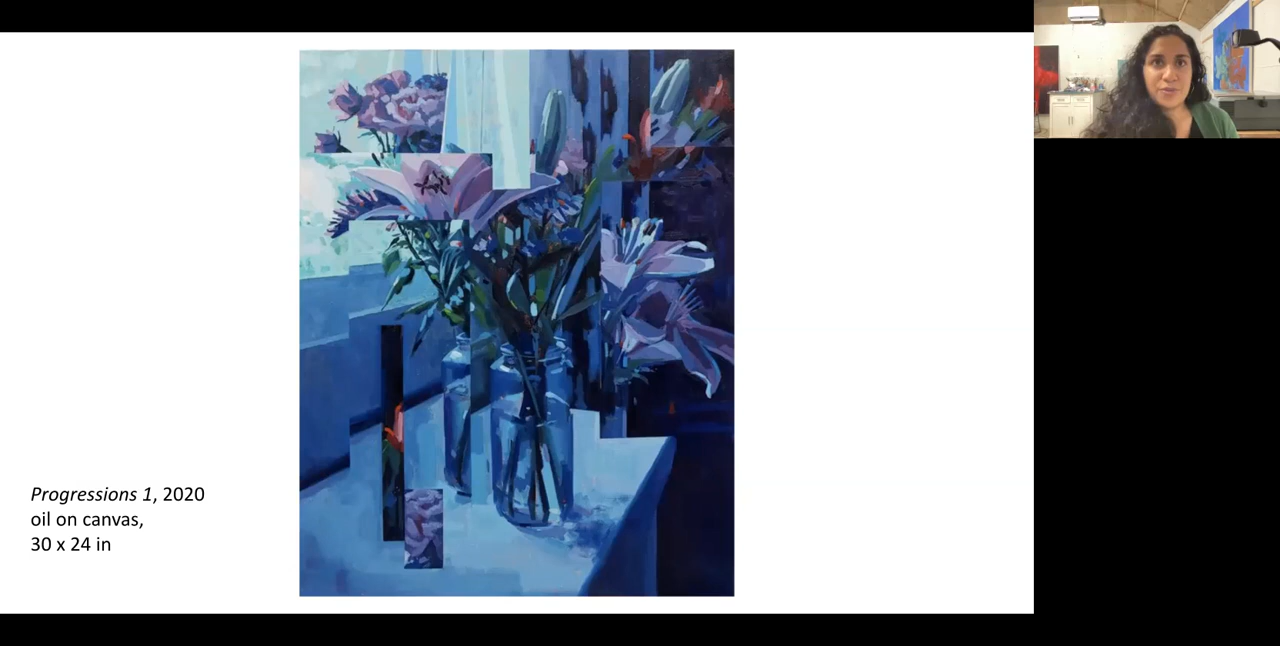 Progressions 1, 2020
oil on canvas,
30 x 24 in